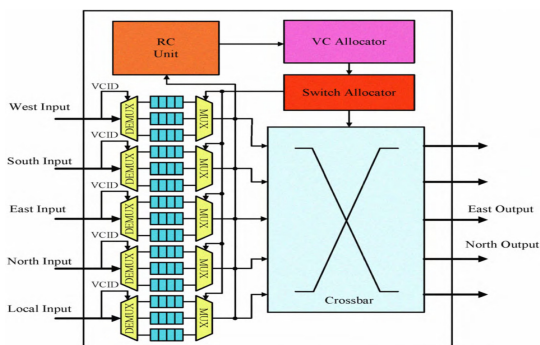 RC
Unit
VC Allocator
Switch Allocator
VCID
West Input
DEMUX
MUX
VCID
South Input
DEMUX
MUX
VCID
East Input
DEMUX
MUX
East Output
VCID
North Input
DEMUX
MUX
North Output
VCID
Local Input
DEMUX
MUX
Crossbar